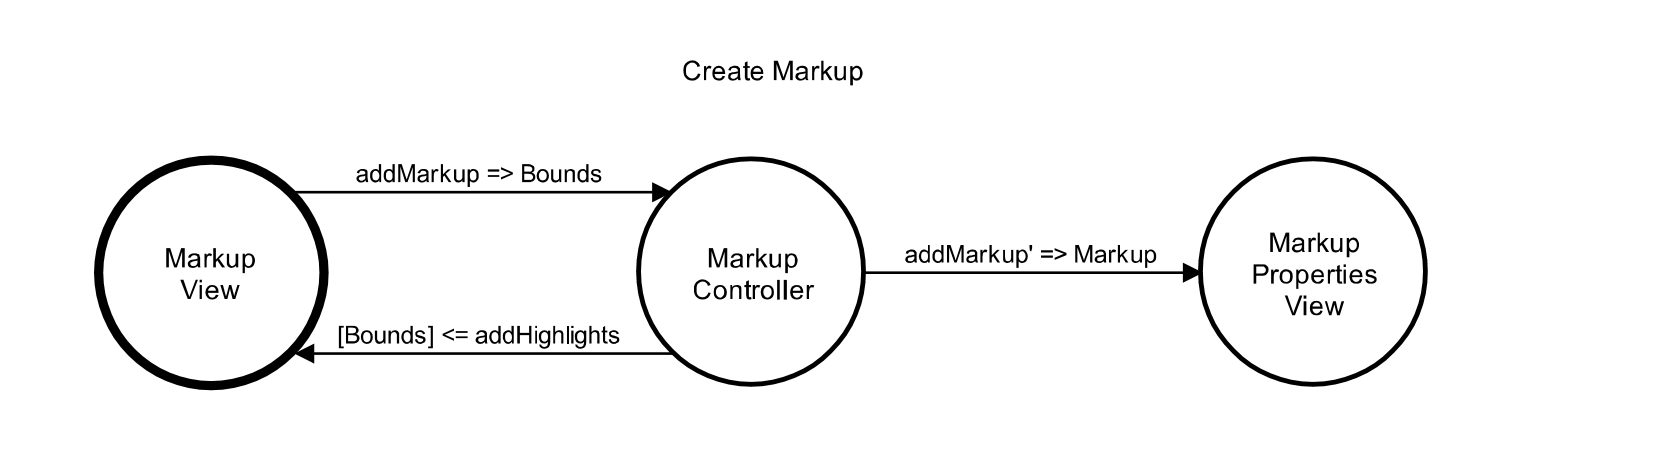 Create Markup
addMarkup => Bounds
Markup
View
Markup
Controller
addMarkup' => Markup
Markup
Properties
View
[Bounds] <= addHighlights